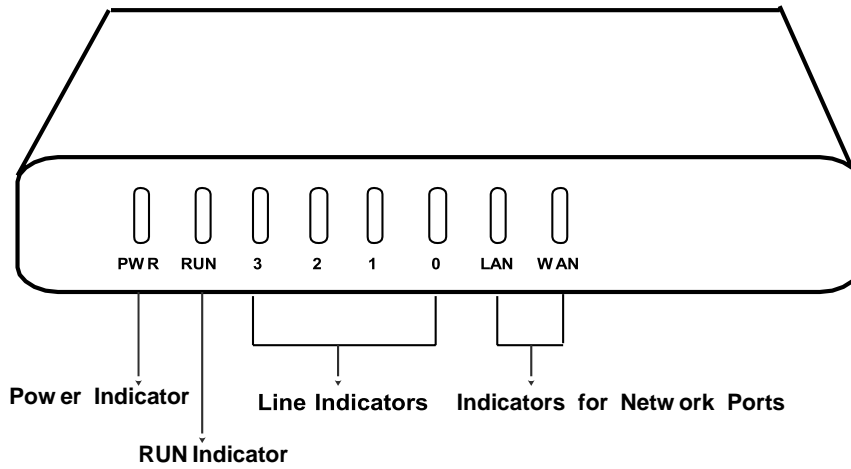 PWR RUN 3 2 1 0 LAN WAN
Power Indicator
Line Indicators
Indicators for Network Ports
RUN Indicator